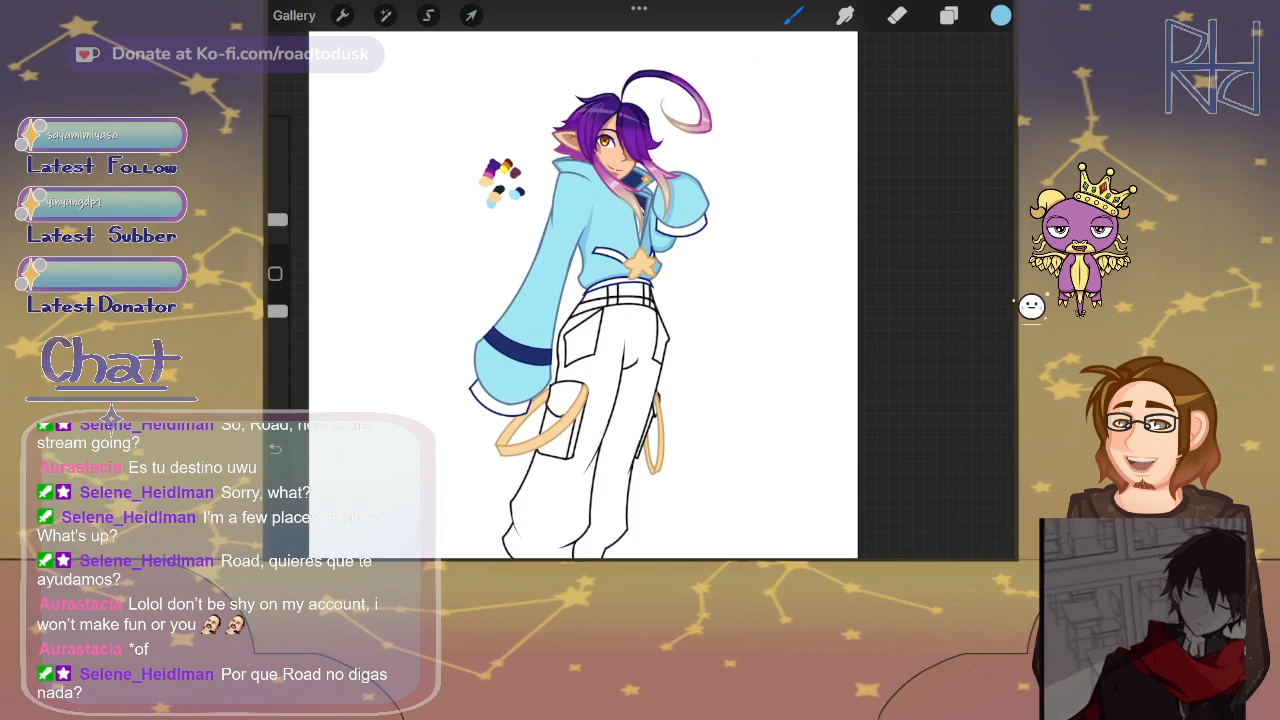 Gallery
Donate at Ko-fi.com/roadtodusk
sayamimiyasa
Latest Follow
yinyangdp1
Latest Subber
Latest Donator
Chat
Selene_Heidlman So, Road,
stream going?
Aurastacia Es tu destino uwu
Selene_Heidlman Sorry, what?
Selene_Heidlman I'm a few places
What's up?
Selene_Heidlman Road, quieres que te
ayudamos?
Aurastacia Lolol don't be shy on my account, i
won't make fun or you
Aurastacia *of
Selene_Heidlman Por que Road no digas
nada?